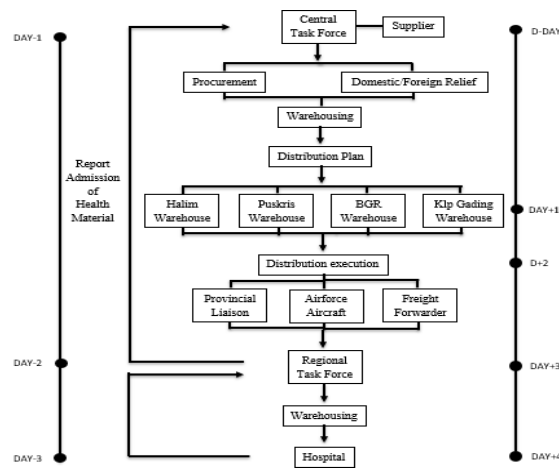 DAY-1
Central
Task Force
Supplier
D-DAY
Procurement
Domestic/Foreign Relief
Warehousing
Distribution Plan
Report
Admission
of
Health
Material
Halim
Warehouse
Puskris
Warehouse
BGR
Warehouse
Klp Gading
Warehouse
DAY+1
Distribution execution
D+2
Provincial
Liaison
Airforce
Aircraft
Freight
Forwarder
DAY-2
Regional
Task Force
DAY+3
Warehousing
DAY-3
Hospital
DAY+4